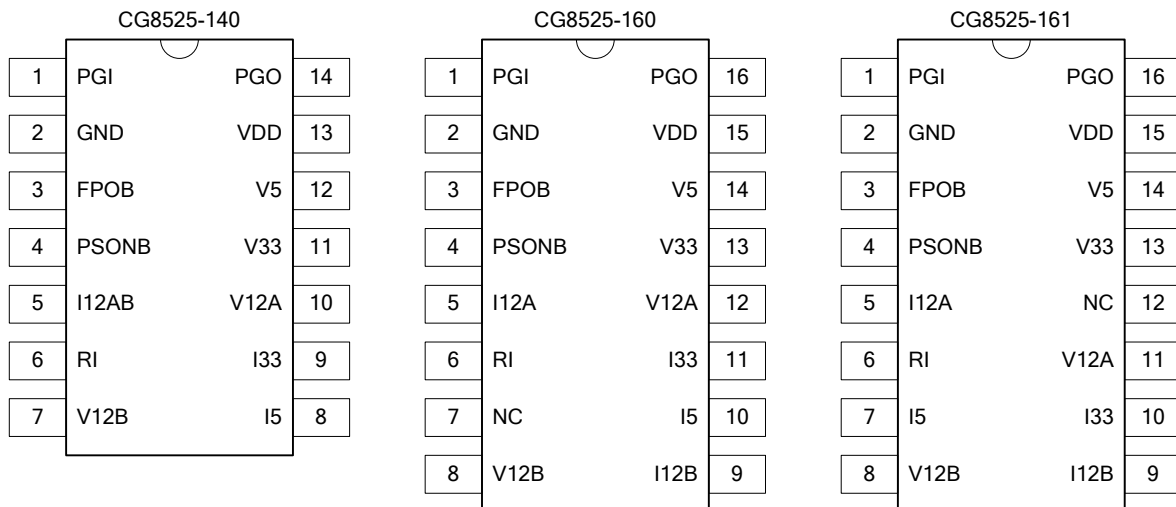 CG8525-140 CG8525-160 CG8525-161
1 PGI PGO 14 1 PGI PGO 16 1 PGI PGO 16
2 GND VDD 13 2 GND VDD 15 2 GND VDD 15
3 FPOB V5 12 3 FPOB V5 14 3 FPOB V5 14
4 PSONB V33 11 4 PSONB V33 13 4 PSONB V33 13
5 I12AB V12A 10 5 I12A V12A 12 5 I12A NC 12
6 RI I33 9 6 RI I33 11 6 RI V12A 11
7 V12B I5 8 7 NC I5 10 7 I5 I33 10
8 V12B I12B 9 8 V12B I12B 9